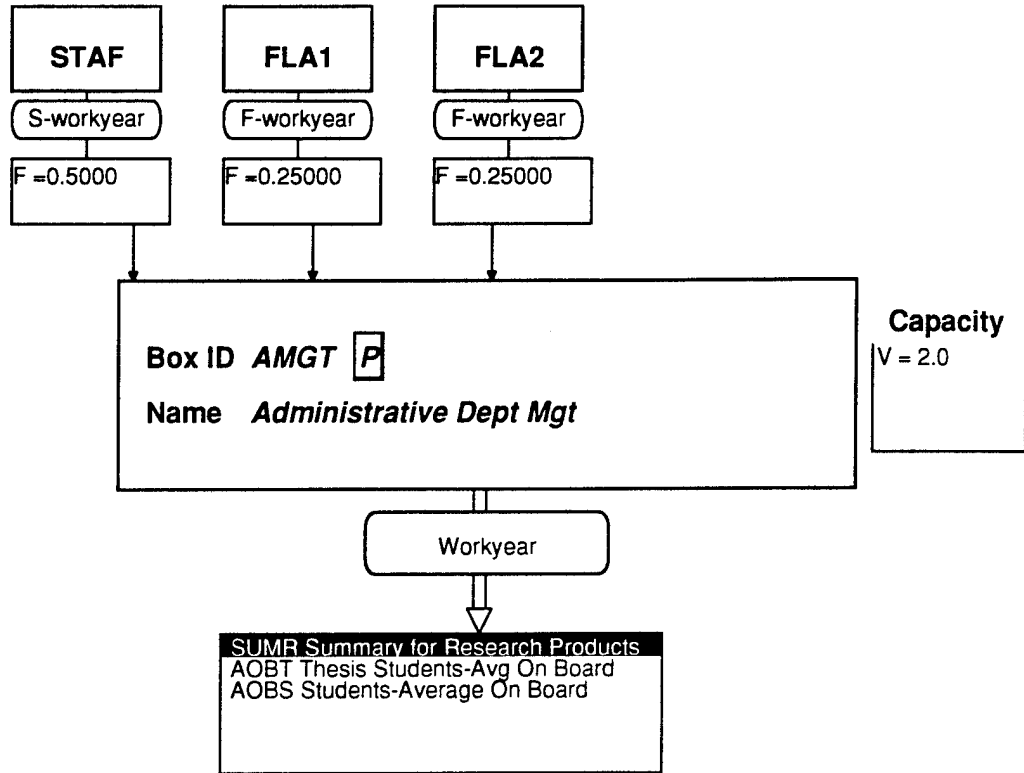 STAF FLA1 FLA2
S-workyear F-workyear F-workyear
F =0.5000 F =0.25000 F =0.25000
Capacity
V = 2.0
Box ID AMGT P
Name Administrative Dept Mgt
Workyear
SUMR Summary for Research Products
AOBT Thesis Students-Avg On Board
AOBS Students-Average On Board